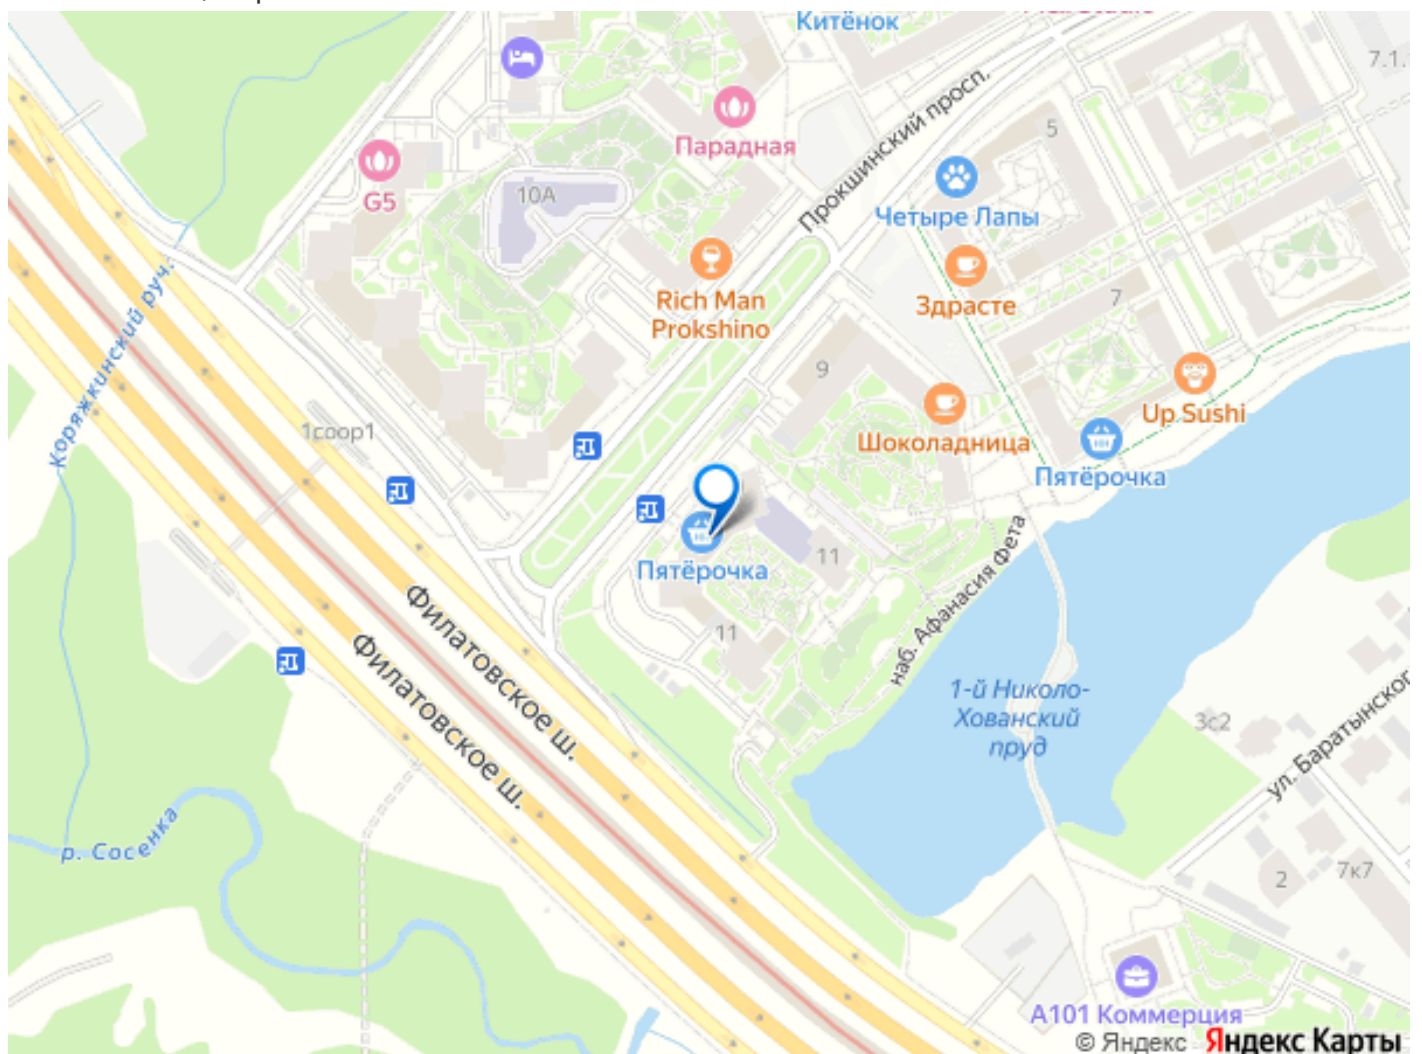 Китёнок
7.1.
5
Парадная
Прокшинский просп.
G5
10А
Четыре Лапы
Rich Man
Prokshino
Здрасте
7
Коряжкинский руч.
9
Up Sushi
1соор1
Шоколадница
Пятёрочка
Пятёрочка
11
11
наб. Афанасия Фета
Филатовское ш.
Филатовское ш.
1-й Николо-
Хованский
пруд
3с2
ул. Баратынског
р. Сосенка
2
7к7
А101 Коммерция
© Яндекс Яндекс Карты